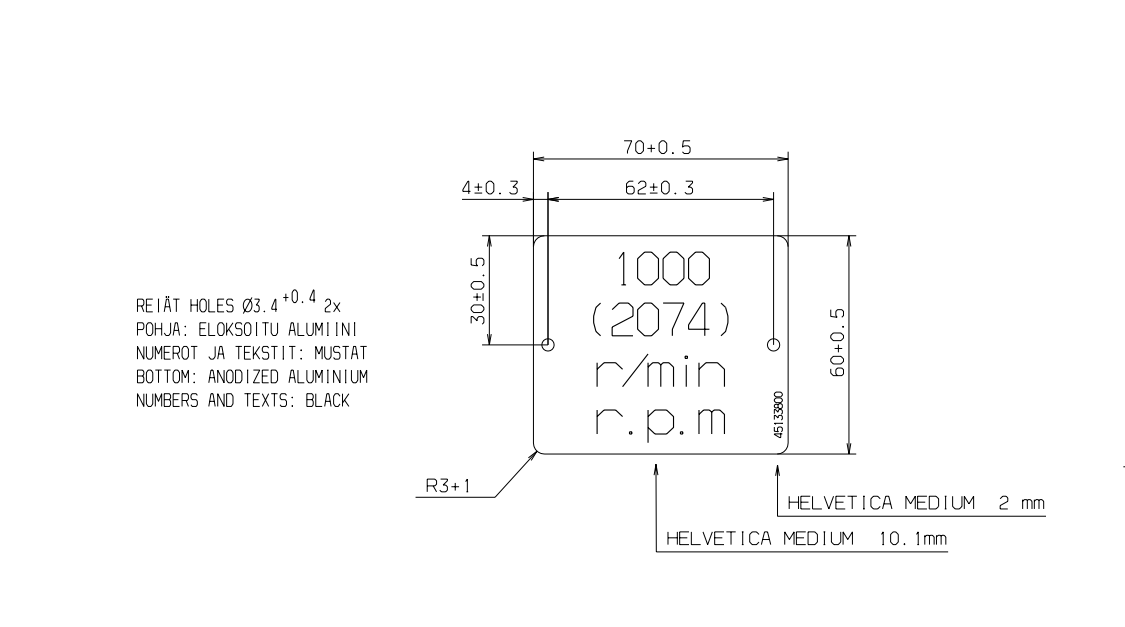 70+0.5
4±0.3
62±0.3
30±0.5
60+0.5
1000
(2074)
r/min
r.p.m
45133800
REIÄT HOLES Ø3.4 +0.4 2x
POHJA: ELOKSOITU ALUMIINI
NUMEROT JA TEKSTIT: MUSTAT
BOTTOM: ANODIZED ALUMINIUM
NUMBERS AND TEXTS: BLACK
R3+1
HELVETICA MEDIUM 2 mm
HELVETICA MEDIUM 10.1mm